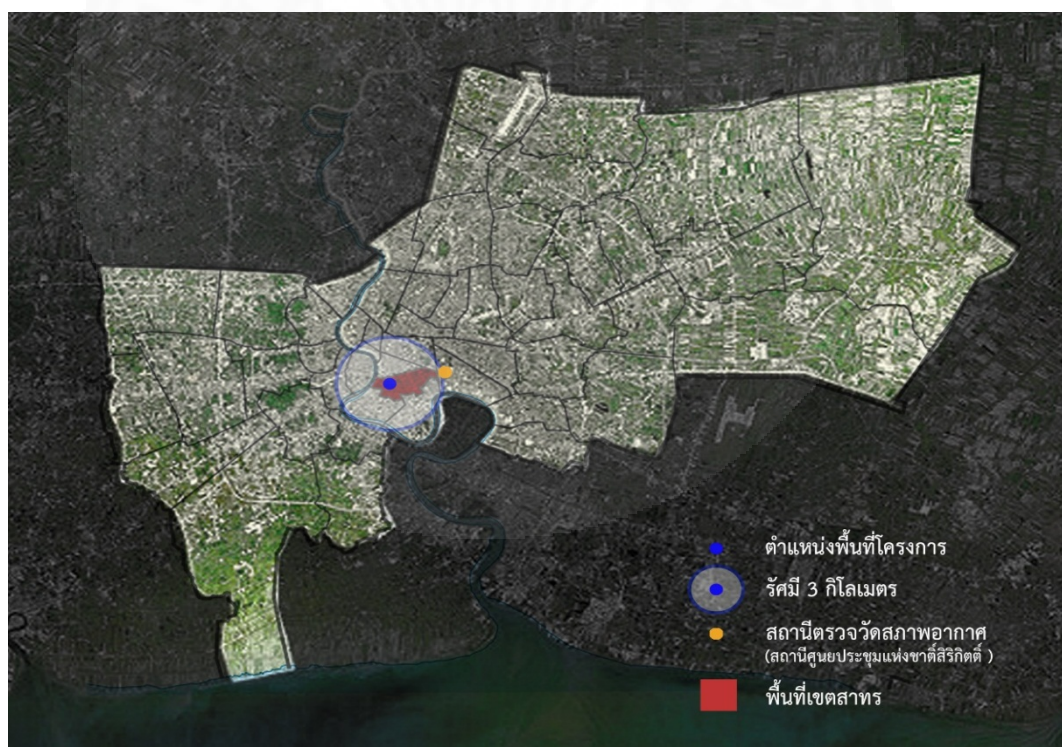 ตำแหน่งพื้นที่โครงการ
รัศมี 3 กิโลเมตร
สถานีตรวจวัดสภาพอากาศ
(สถานีศูนยประชุมแห่งชาติสิริกิตติ์ )
พื้นที่เขตสาทร